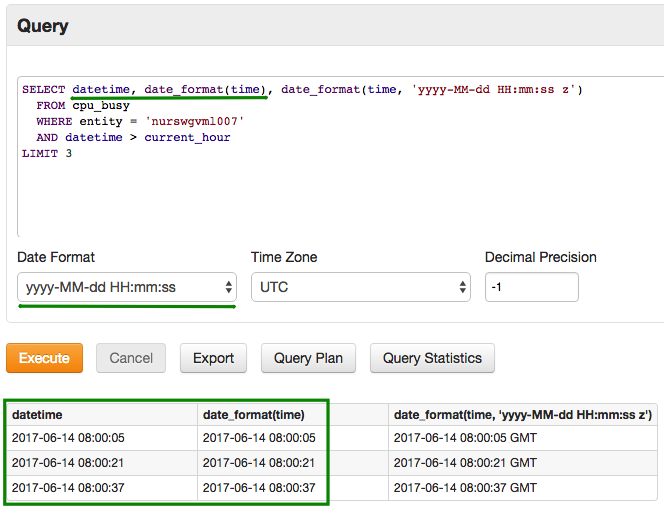 Query
SELECT datetime, date_format(time), date_format(time, 'yyyy-MM-dd HH:mm:ss z')
FROM cpu_busy
WHERE entity = 'nurswgvml007'
AND datetime > current_hour
LIMIT 3
Date Format Time Zone Decimal Precision
yyyy-MM-dd HH:mm:ss UTC -1
Execute Cancel Export Query Plan Query Statistics
datetime date_format(time) date_format(time, 'yyyy-MM-dd HH:mm:ss z')
2017-06-14 08:00:05 2017-06-14 08:00:05 2017-06-14 08:00:05 GMT
2017-06-14 08:00:21 2017-06-14 08:00:21 2017-06-14 08:00:21 GMT
2017-06-14 08:00:37 2017-06-14 08:00:37 2017-06-14 08:00:37 GMT